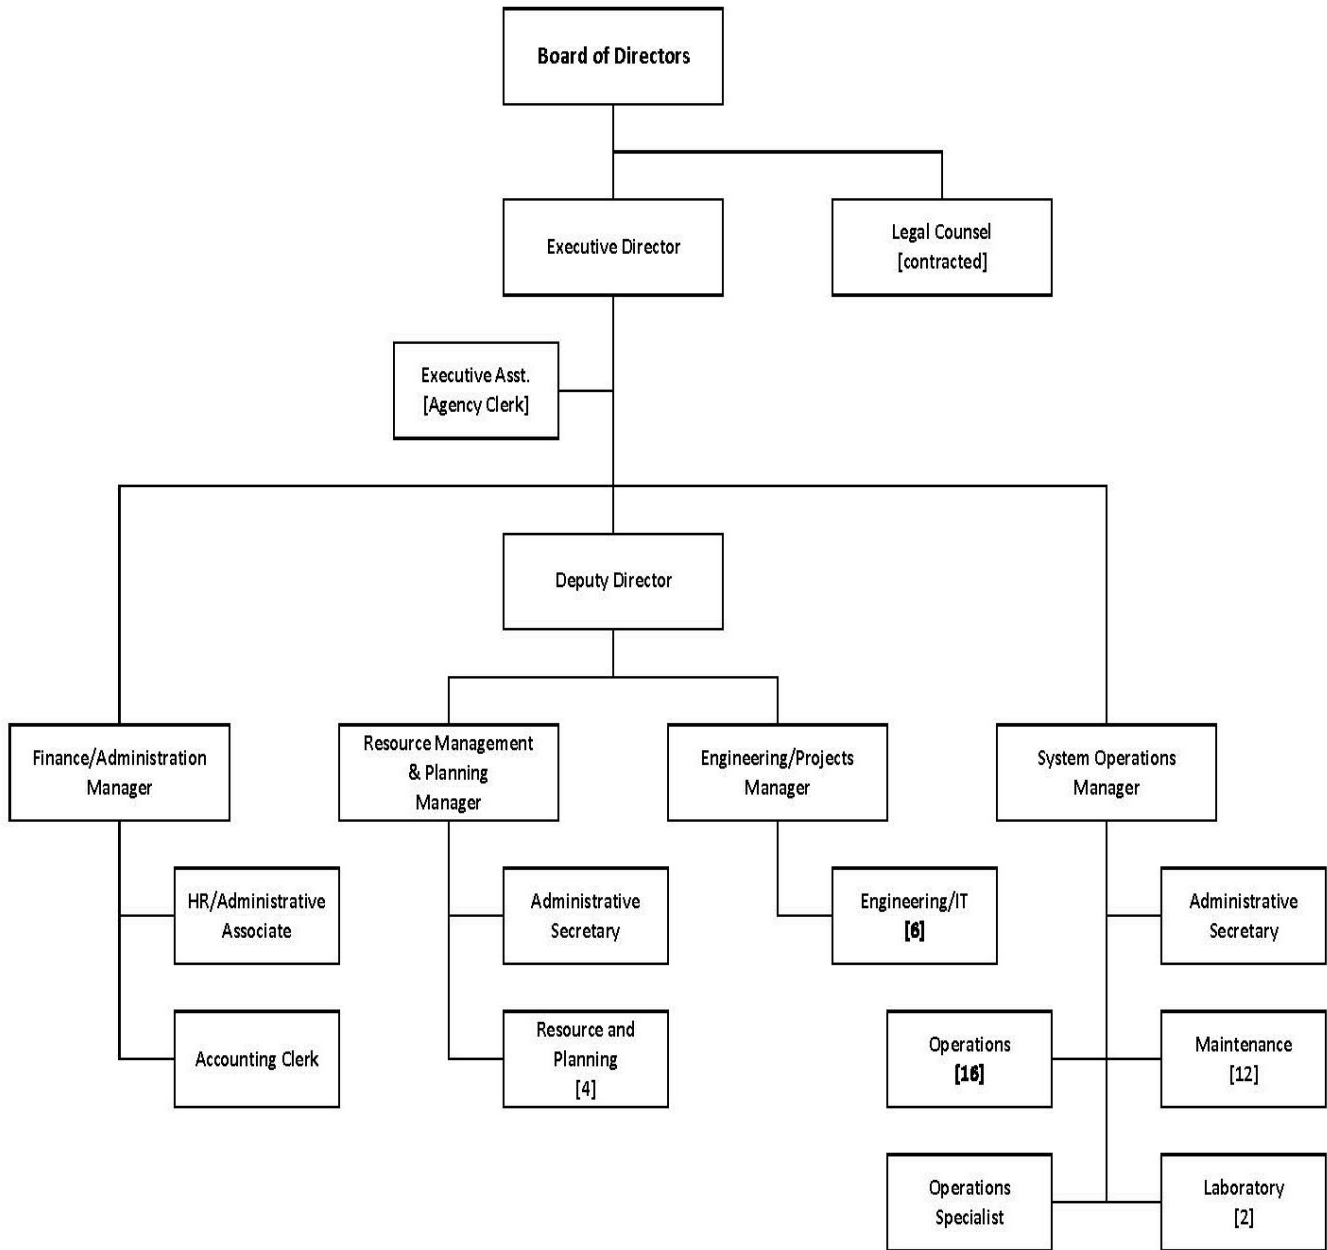 Board of Directors
Executive Director
Legal Counsel
[contracted]
Executive Asst.
[Agency Clerk]
Deputy Director
Finance/Administration
Manager
Resource Management
& Planning
Manager
Engineering/Projects
Manager
System Operations
Manager
HR/Administrative
Associate
Administrative
Secretary
Engineering/IT
[6]
Administrative
Secretary
Accounting Clerk
Resource and
Planning
[4]
Operations
[16]
Maintenance
[12]
Operations
Specialist
Laboratory
[2]